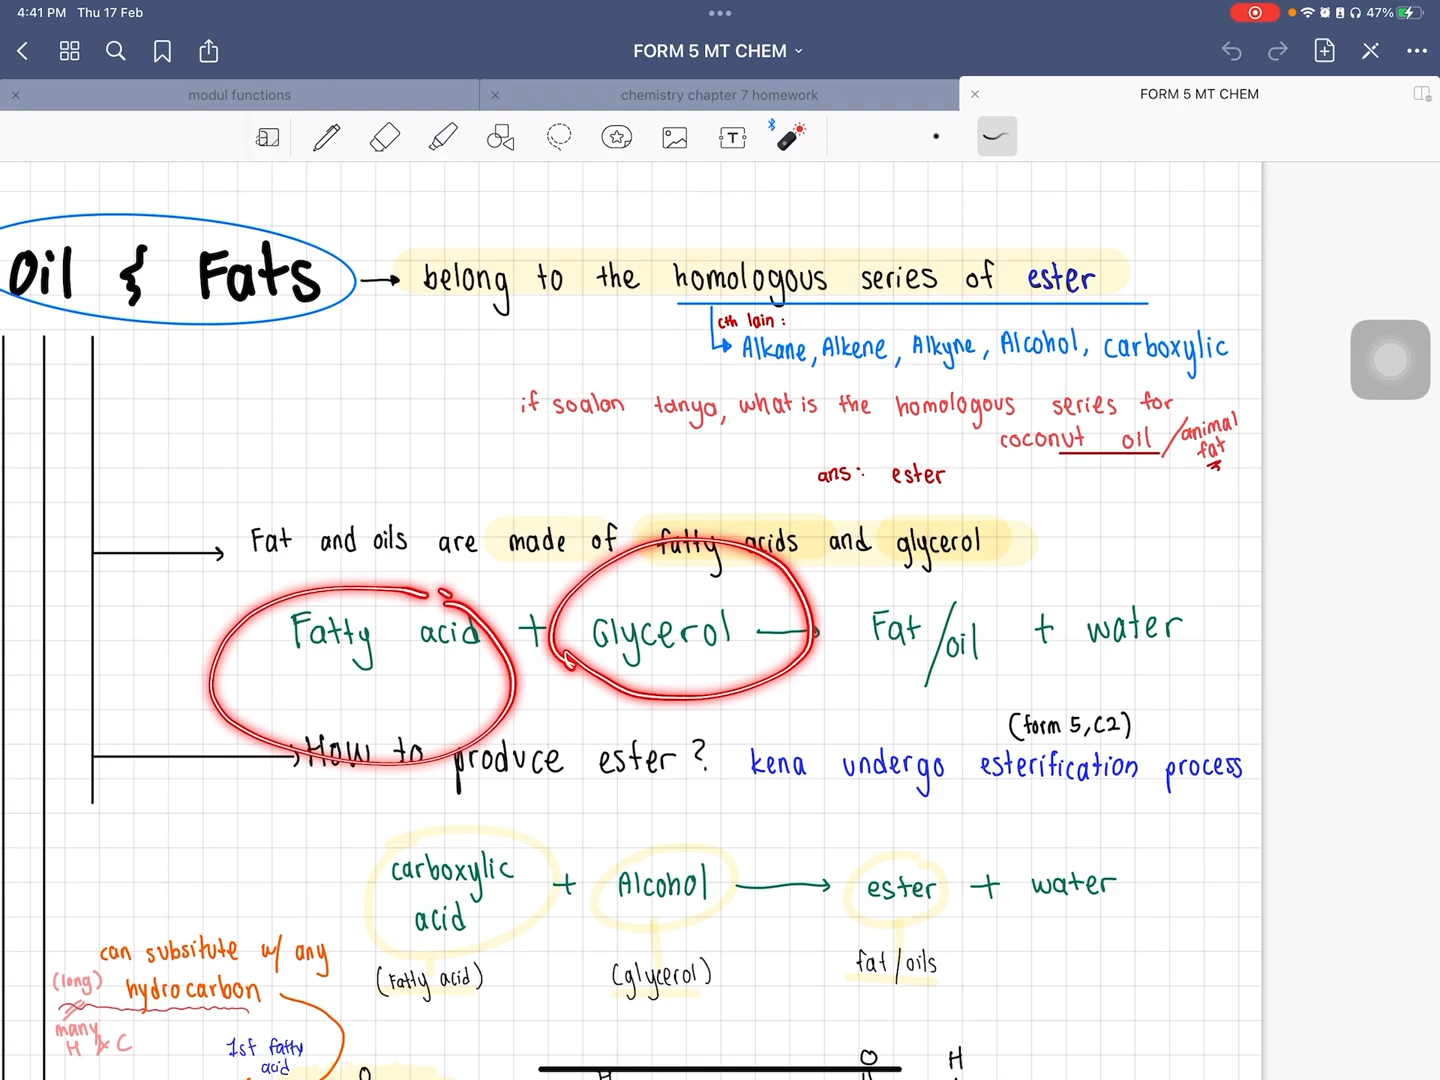 4:41 PM Thu 17 Feb
47%
FORM 5 MT CHEM
modul functions
chemistry chapter 7 homework
FORM 5 MT CHEM
Oil & Fats → belong to the homologous series of ester
cth lain:
Alkane, Alkene, Alkyne, Alcohol, carboxylic
if soalan tanya, what is the homologous series for
coconut oil / animal
fat
ans: ester
Fat and oils are made of fatty acids and glycerol
Fatty acid + Glycerol → Fat/oil + water
(form 5, C2)
How to produce ester? kena undergo esterification process
carboxylic
acid + Alcohol → ester + water
(Fatty acid) (glycerol) fat/oils
can subsitute w/ any
(long) hydrocarbon
many
H & C
1st fatty
acid
O
H
O
H